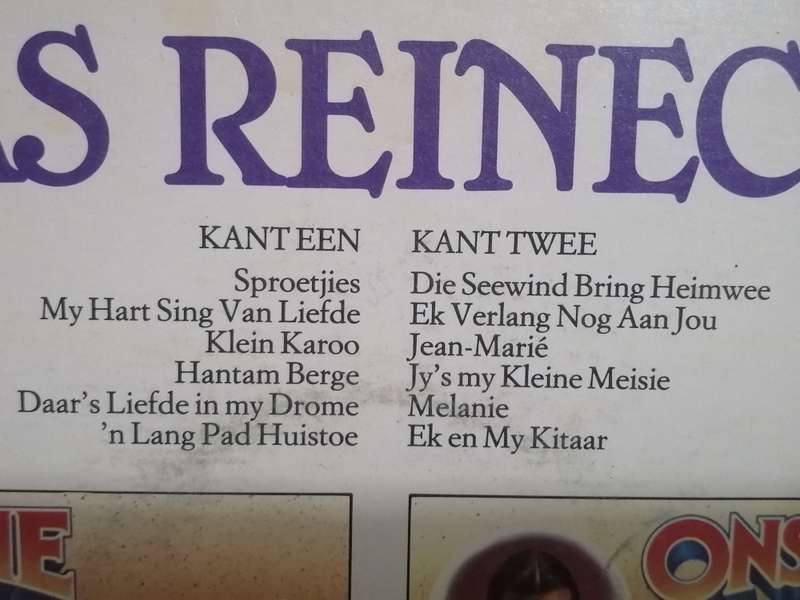 AS REINEC
KANT EEN
Sproetjies
My Hart Sing Van Liefde
Klein Karoo
Hantam Berge
Daar's Liefde in my Drome
'n Lang Pad Huistoe
KANT TWEE
Die Seewind Bring Heimwee
Ek Verlang Nog Aan Jou
Jean-Marié
Jy's my Kleine Meisie
Melanie
Ek en My Kitaar
IE
ONS